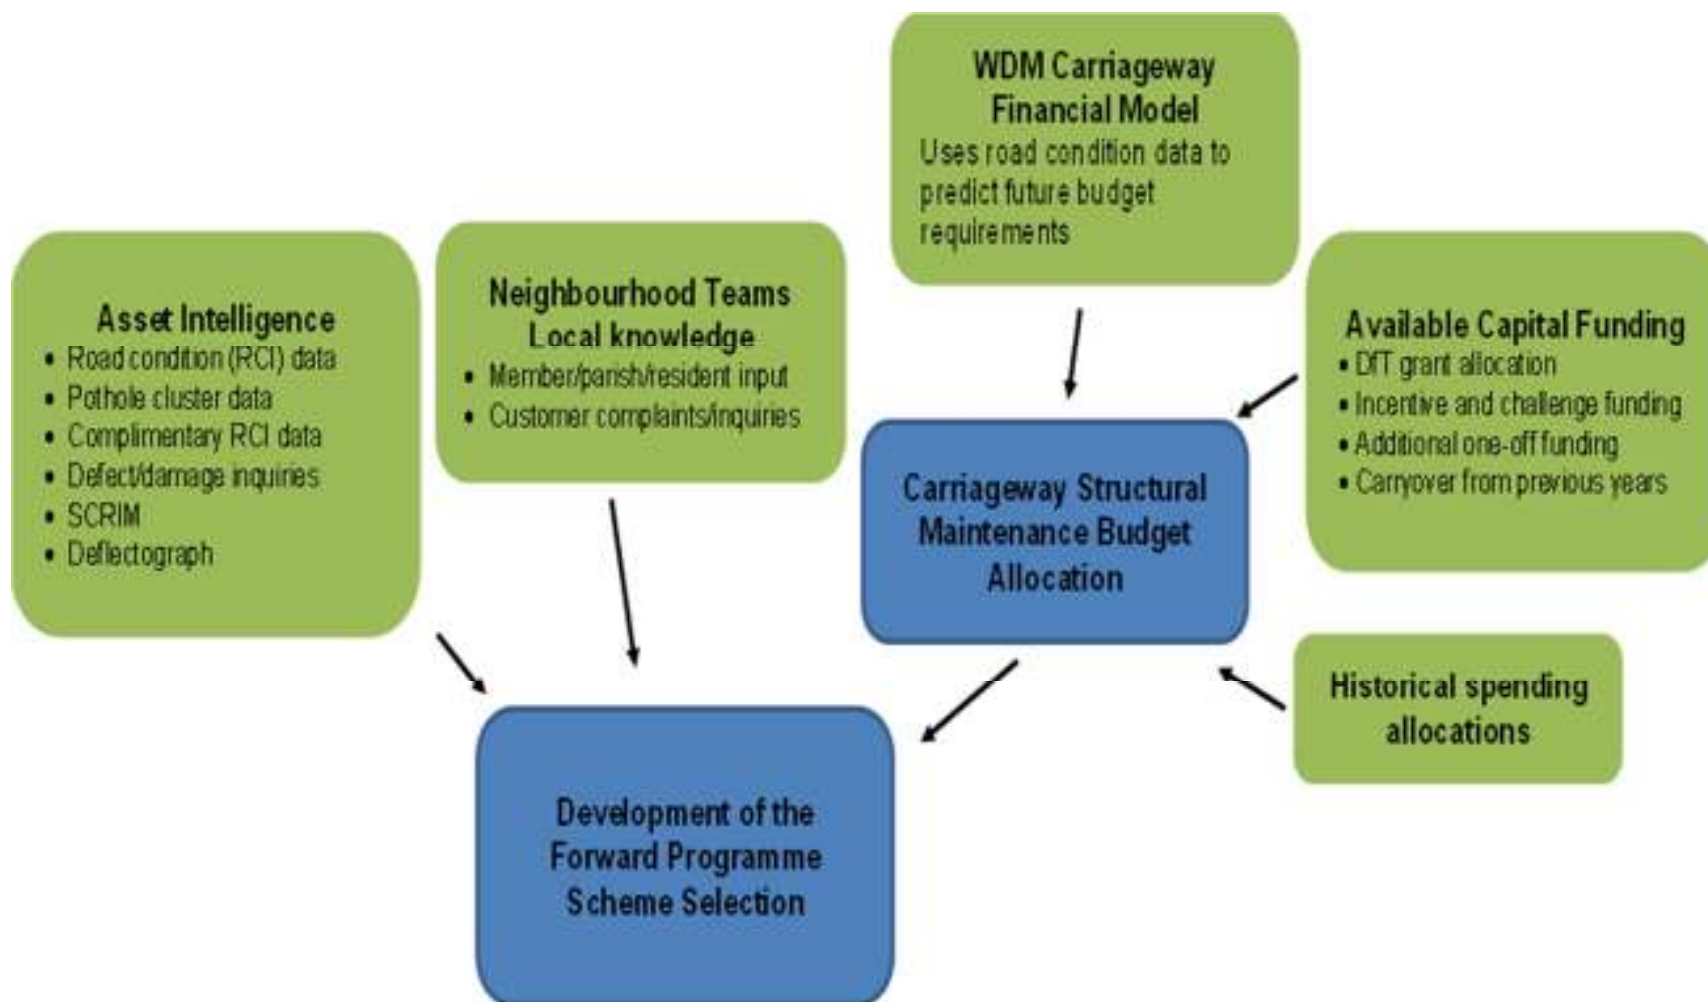 WDM Carriageway
Financial Model
Uses road condition data to
predict future budget
requirements
Asset Intelligence
• Road condition (RCI) data
• Pothole cluster data
• Complimentary RCI data
• Defect/damage inquiries
• SCRIM
• Deflectograph
Neighbourhood Teams
Local knowledge
• Member/parish/resident input
• Customer complaints/inquiries
Available Capital Funding
• DfT grant allocation
• Incentive and challenge funding
• Additional one-off funding
• Carryover from previous years
Carriageway Structural
Maintenance Budget
Allocation
Historical spending
allocations
Development of the
Forward Programme
Scheme Selection